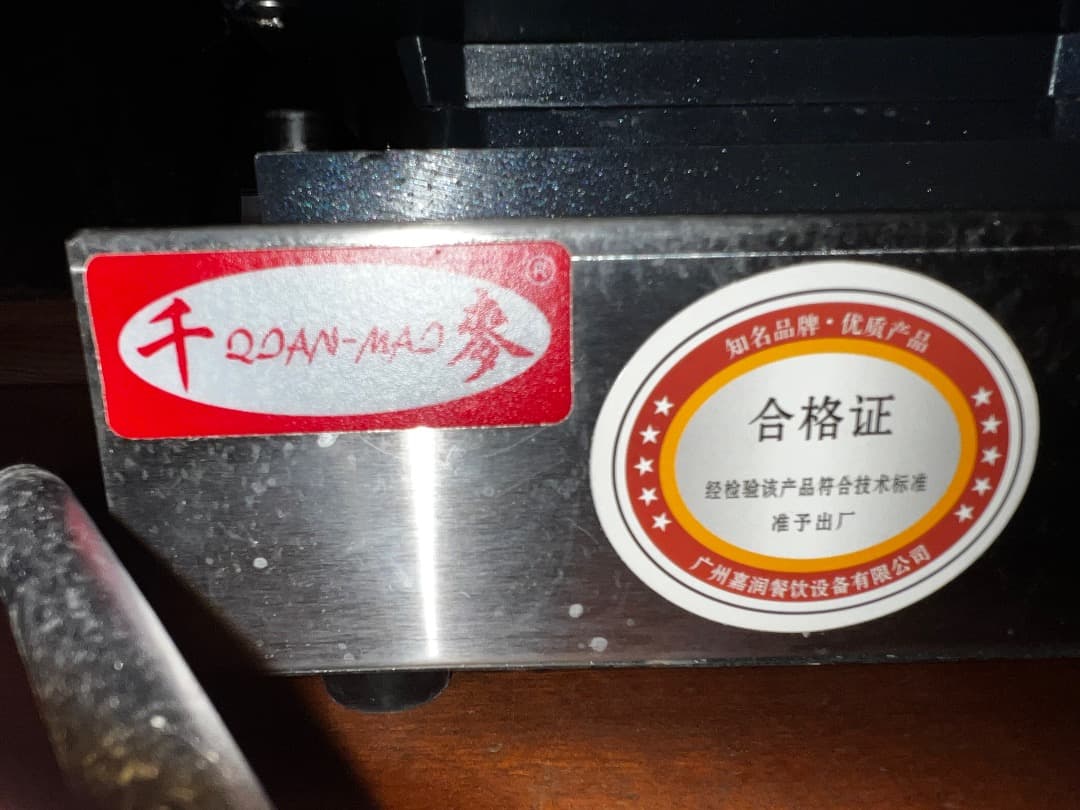 千 QIAN-MAI 麥 ®
知名品牌·优质产品
合格证
经检验该产品符合技术标准
准予出厂
广州嘉润餐饮设备有限公司